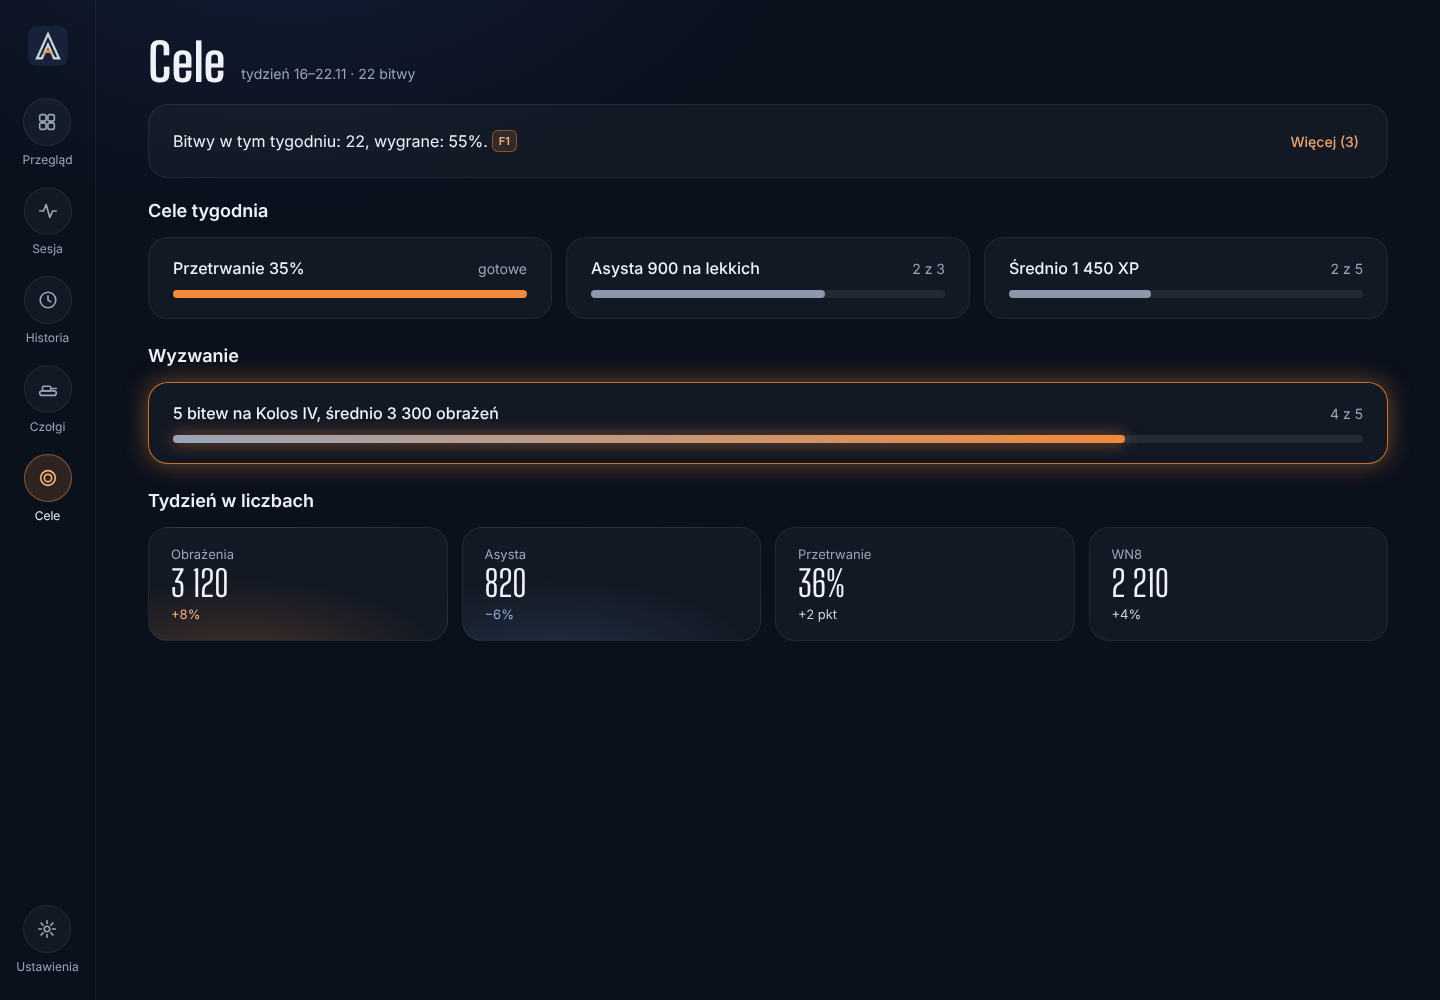 Cele
tydzień 16–22.11 · 22 bitwy
Przegląd
Sesja
Historia
Czołgi
Cele
Ustawienia
Bitwy w tym tygodniu: 22, wygrane: 55%. F1
Więcej (3)
Cele tygodnia
Przetrwanie 35% gotowe
Asysta 900 na lekkich 2 z 3
Średnio 1 450 XP 2 z 5
Wyzwanie
5 bitew na Kolos IV, średnio 3 300 obrażeń 4 z 5
Tydzień w liczbach
Obrażenia
3 120
+8%
Asysta
820
−6%
Przetrwanie
36%
+2 pkt
WN8
2 210
+4%